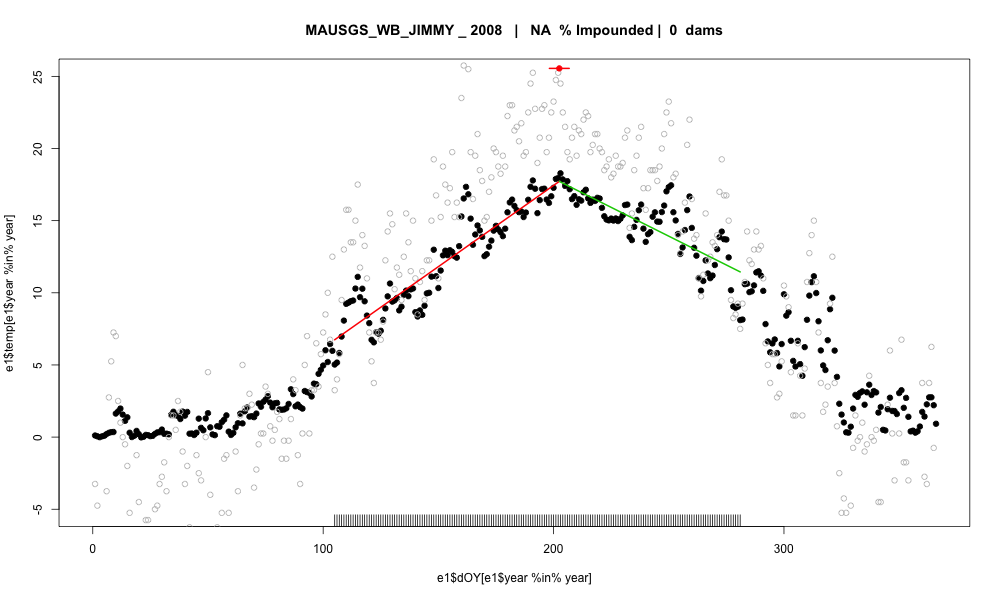 MAUSGS_WB_JIMMY _ 2008 | NA % Impounded | 0 dams
25
20
15
10
5
0
-5
e1$temp[e1$year %in% year]
0 100 200 300
e1$dOY[e1$year %in% year]